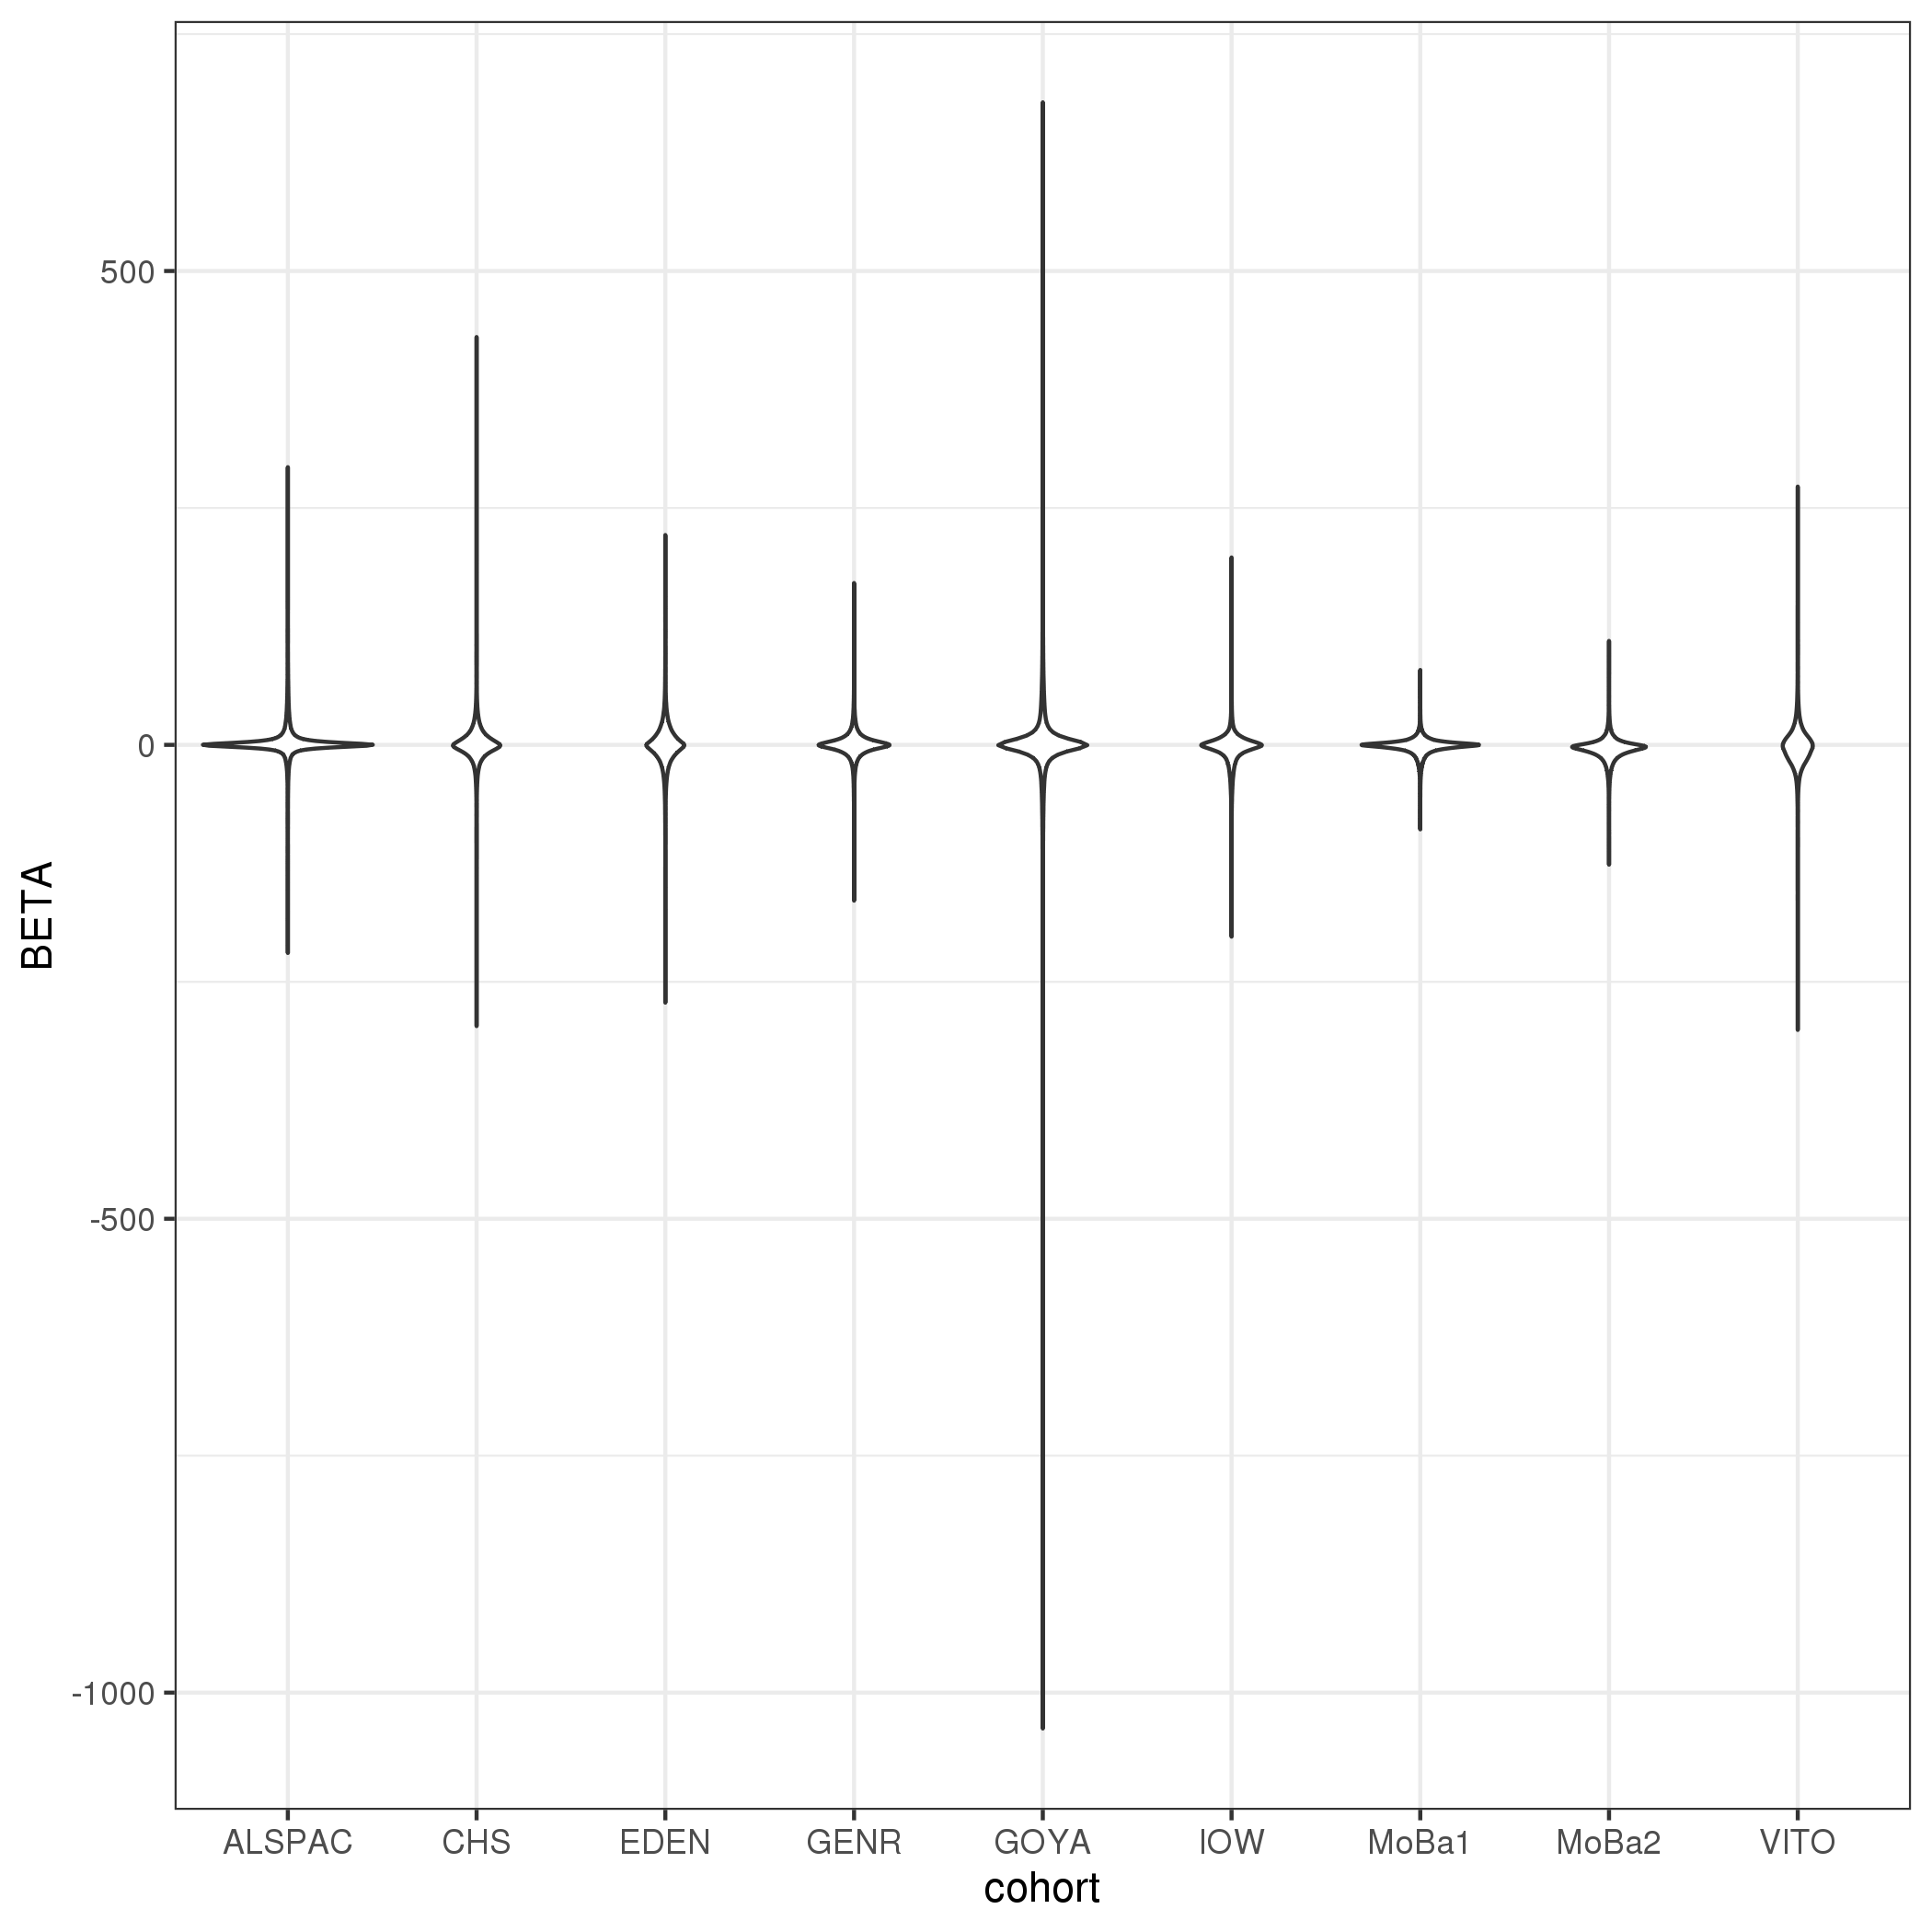 BETA
500
0
-500
-1000
ALSPAC CHS EDEN GENR GOYA IOW MoBa1 MoBa2 VITO
cohort